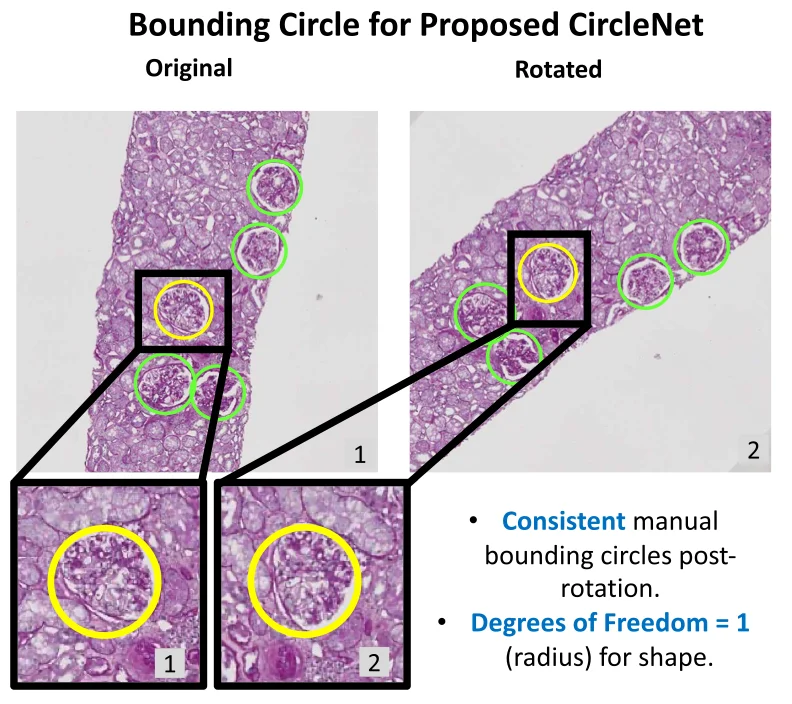 Bounding Circle for Proposed CircleNet
Original
Rotated
1
2
1
2
• Consistent manual
bounding circles post-
rotation.
• Degrees of Freedom = 1
(radius) for shape.